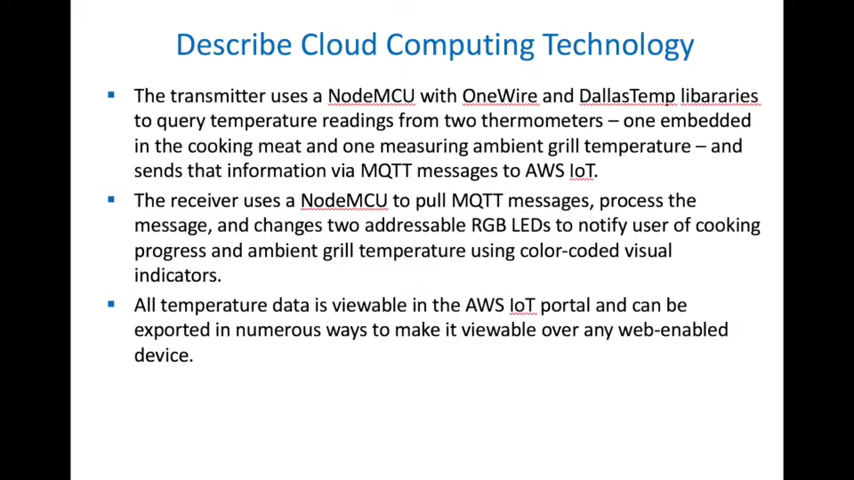 Describe Cloud Computing Technology
▪ The transmitter uses a NodeMCU with OneWire and DallasTemp libararies
to query temperature readings from two thermometers – one embedded
in the cooking meat and one measuring ambient grill temperature – and
sends that information via MQTT messages to AWS IoT.
▪ The receiver uses a NodeMCU to pull MQTT messages, process the
message, and changes two addressable RGB LEDs to notify user of cooking
progress and ambient grill temperature using color-coded visual
indicators.
▪ All temperature data is viewable in the AWS IoT portal and can be
exported in numerous ways to make it viewable over any web-enabled
device.